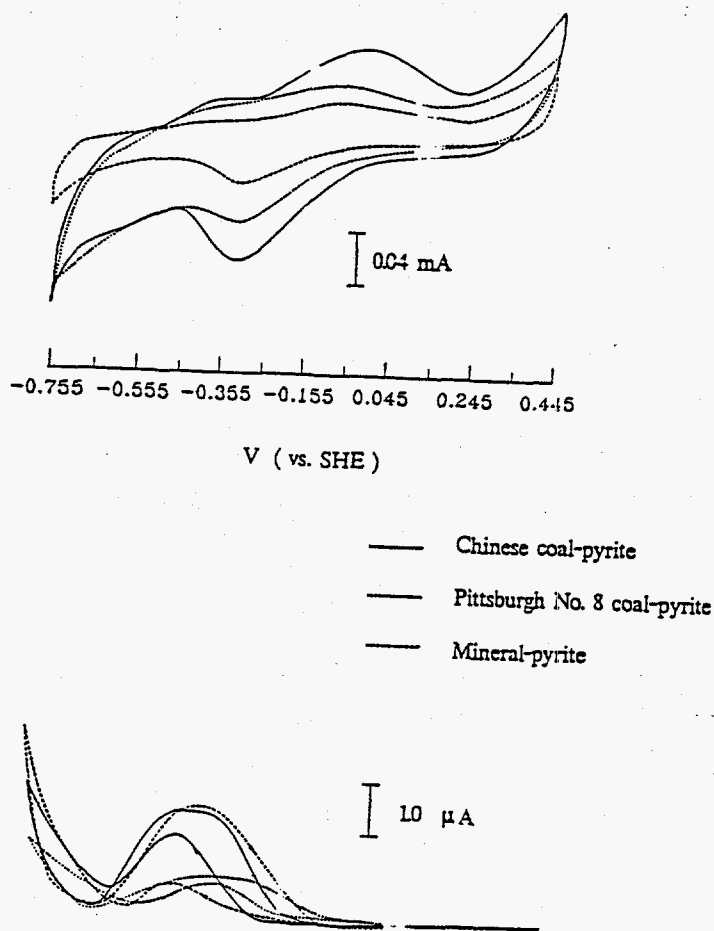 0.04 mA
-0.755 -0.555 -0.355 -0.155 0.045 0.245 0.445
V ( vs. SHE )
Chinese coal-pyrite
Pittsburgh No. 8 coal-pyrite
Mineral-pyrite
1.0 μA